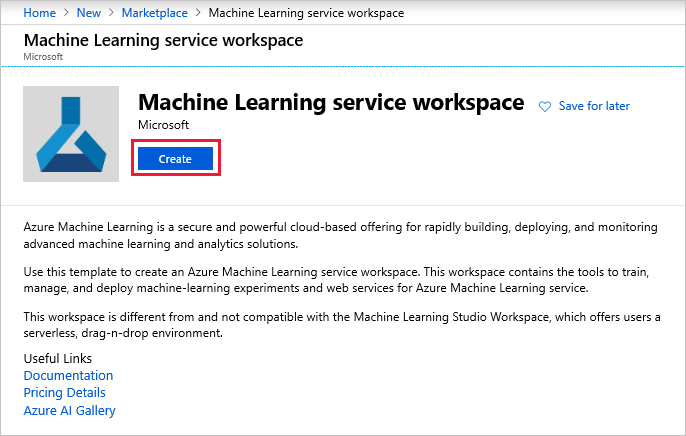 Home > New > Marketplace > Machine Learning service workspace
Machine Learning service workspace
Microsoft
Machine Learning service workspace
Save for later
Microsoft
Create
Azure Machine Learning is a secure and powerful cloud-based offering for rapidly building, deploying, and monitoring
advanced machine learning and analytics solutions.
Use this template to create an Azure Machine Learning service workspace. This workspace contains the tools to train,
manage, and deploy machine-learning experiments and web services for Azure Machine Learning service.
This workspace is different from and not compatible with the Machine Learning Studio Workspace, which offers users a
serverless, drag-n-drop environment.
Useful Links
Documentation
Pricing Details
Azure AI Gallery